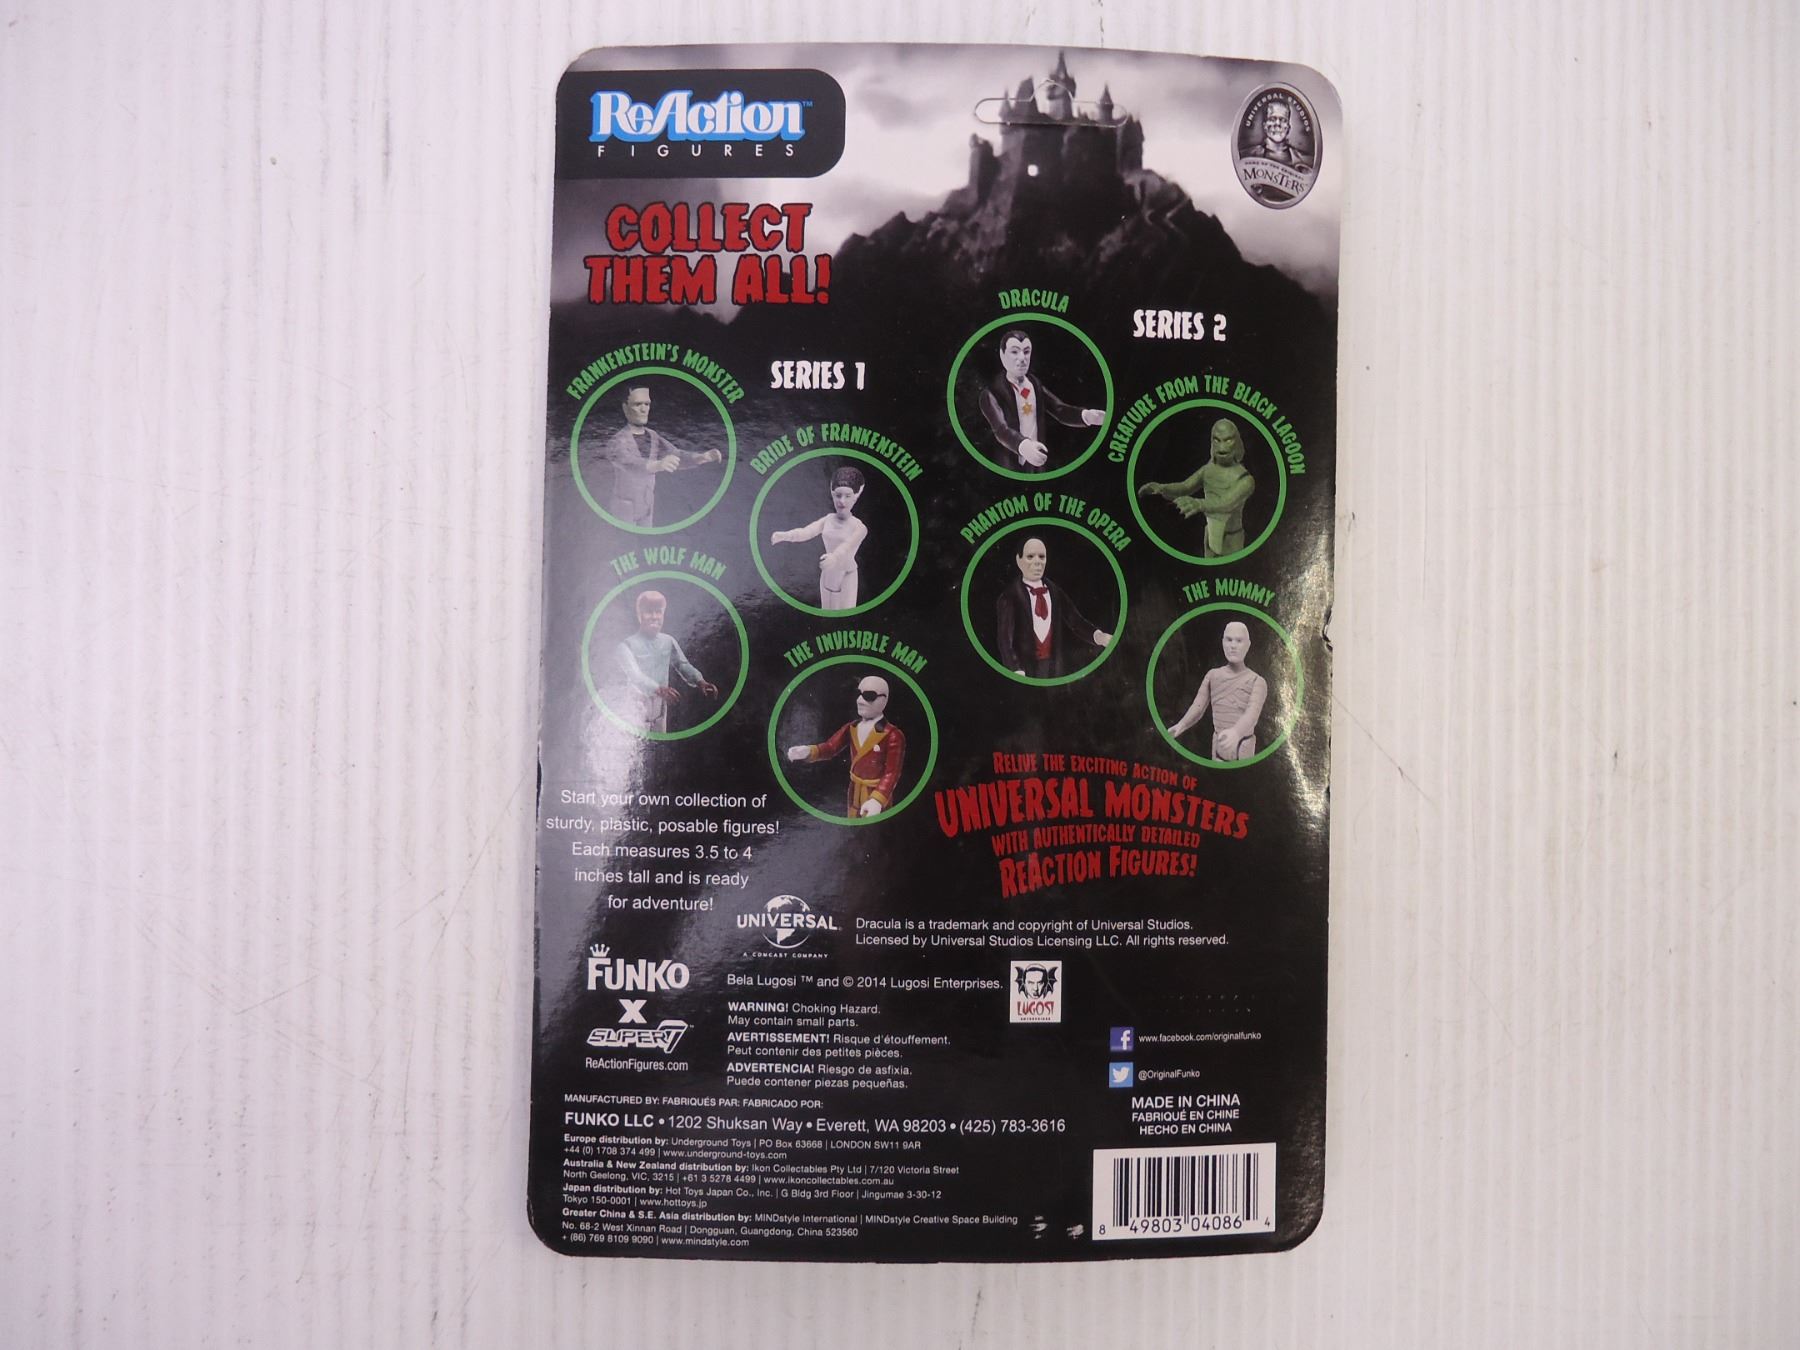 ReAction™
FIGURES
UNIVERSAL STUDIOS
HOME OF THE ORIGINAL
MONSTERS
COLLECT
THEM ALL!
SERIES 1
FRANKENSTEIN'S MONSTER
BRIDE OF FRANKENSTEIN
THE WOLF MAN
THE INVISIBLE MAN
SERIES 2
DRACULA
CREATURE FROM THE BLACK LAGOON
PHANTOM OF THE OPERA
THE MUMMY
Start your own collection of
sturdy, plastic, posable figures!
Each measures 3.5 to 4
inches tall and is ready
for adventure!
RELIVE THE EXCITING ACTION OF
UNIVERSAL MONSTERS
WITH AUTHENTICALLY DETAILED
REACTION FIGURES!
UNIVERSAL
A COMCAST COMPANY
Dracula is a trademark and copyright of Universal Studios.
Licensed by Universal Studios Licensing LLC. All rights reserved.
FUNKO
X
SUPER7™
ReActionFigures.com
Bela Lugosi ™ and © 2014 Lugosi Enterprises.
LUGOSI
ENTERPRISES
WARNING! Choking Hazard.
May contain small parts.
AVERTISSEMENT! Risque d'étouffement.
Peut contenir des petites pièces.
ADVERTENCIA! Riesgo de asfixia.
Puede contener piezas pequeñas.
www.facebook.com/originalfunko
@OriginalFunko
MADE IN CHINA
FABRIQUÉ EN CHINE
HECHO EN CHINA
MANUFACTURED BY: FABRIQUÉS PAR: FABRICADO POR:
FUNKO LLC • 1202 Shuksan Way • Everett, WA 98203 • (425) 783-3616
Europe distribution by: Underground Toys | PO Box 63668 | LONDON SW11 9AR
+44 (0) 1708 374 499 | www.underground-toys.com
Australia & New Zealand distribution by: Ikon Collectables Pty Ltd | 7/120 Victoria Street
North Geelong, VIC, 3215 | +61 3 5278 4499 | www.ikoncollectables.com.au
Japan distribution by: Hot Toys Japan Co., Inc. | G Bldg 3rd Floor | Jingumae 3-30-12
Tokyo 150-0001 | www.hottoys.jp
Greater China & S.E. Asia distribution by: MINDstyle International | MINDstyle Creative Space Building
No. 68-2 West Xinnan Road | Dongguan, Guangdong, China 523560
+ (86) 769 8109 9090 | www.mindstyle.com
8 49803 04086 4